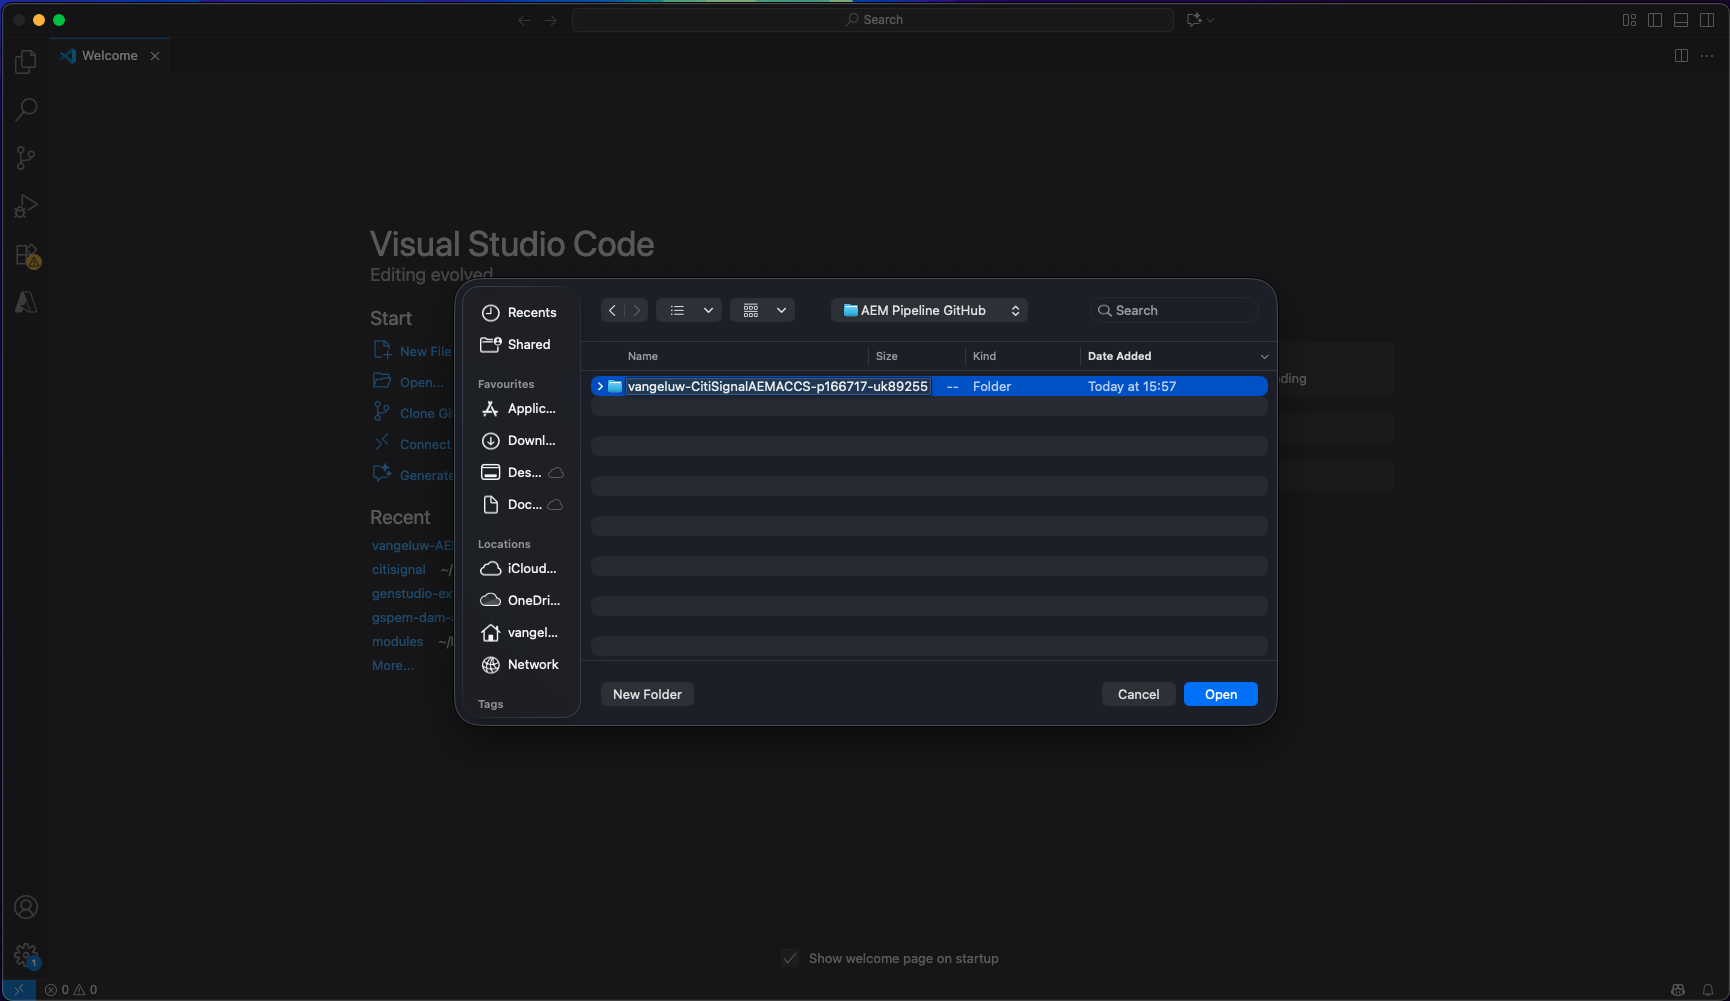 Search
Welcome
Visual Studio Code
Editing evolved
Start
New File
Open...
Clone Gi
Connect
Generate
Recent
vangeluw-AE
citisignal ~/
genstudio-ex
gspem-dam-
modules ~/
More...
Recents
Shared
Favourites
Applic...
Downl...
Des...
Doc...
Locations
iCloud...
OneDri...
vangel...
Network
Tags
AEM Pipeline GitHub
Search
Name Size Kind Date Added
vangeluw-CitiSignalAEMACCS-p166717-uk89255 -- Folder Today at 15:57
New Folder
Cancel
Open
ding
Show welcome page on startup
1
0 0